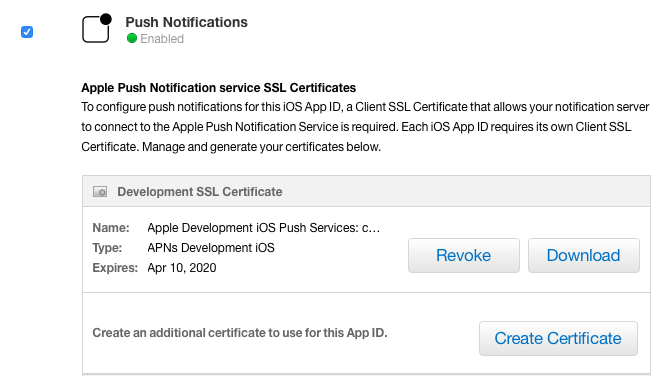 Push Notifications
Enabled
Apple Push Notification service SSL Certificates
To configure push notifications for this iOS App ID, a Client SSL Certificate that allows your notification server
to connect to the Apple Push Notification Service is required. Each iOS App ID requires its own Client SSL
Certificate. Manage and generate your certificates below.
Development SSL Certificate
Name: Apple Development iOS Push Services: c...
Type: APNs Development iOS
Expires: Apr 10, 2020
Revoke Download
Create an additional certificate to use for this App ID.
Create Certificate